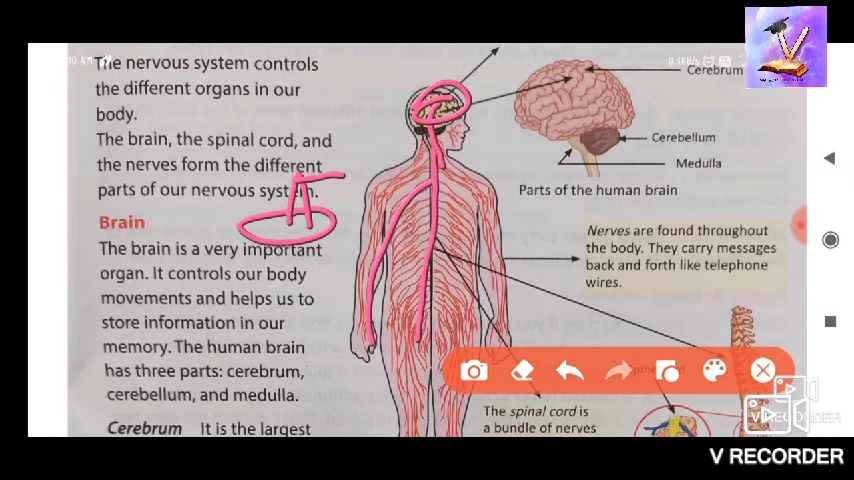 The nervous system controls
the different organs in our
body.
The brain, the spinal cord, and
the nerves form the different
parts of our nervous system.
Brain
The brain is a very important
organ. It controls our body
movements and helps us to
store information in our
memory. The human brain
has three parts: cerebrum,
cerebellum, and medulla.
Cerebrum It is the largest
Cerebrum
Cerebellum
Medulla
Parts of the human brain
Nerves are found throughout
the body. They carry messages
back and forth like telephone
wires.
The spinal cord is
a bundle of nerves
V
V RECORDER
V RECORDER